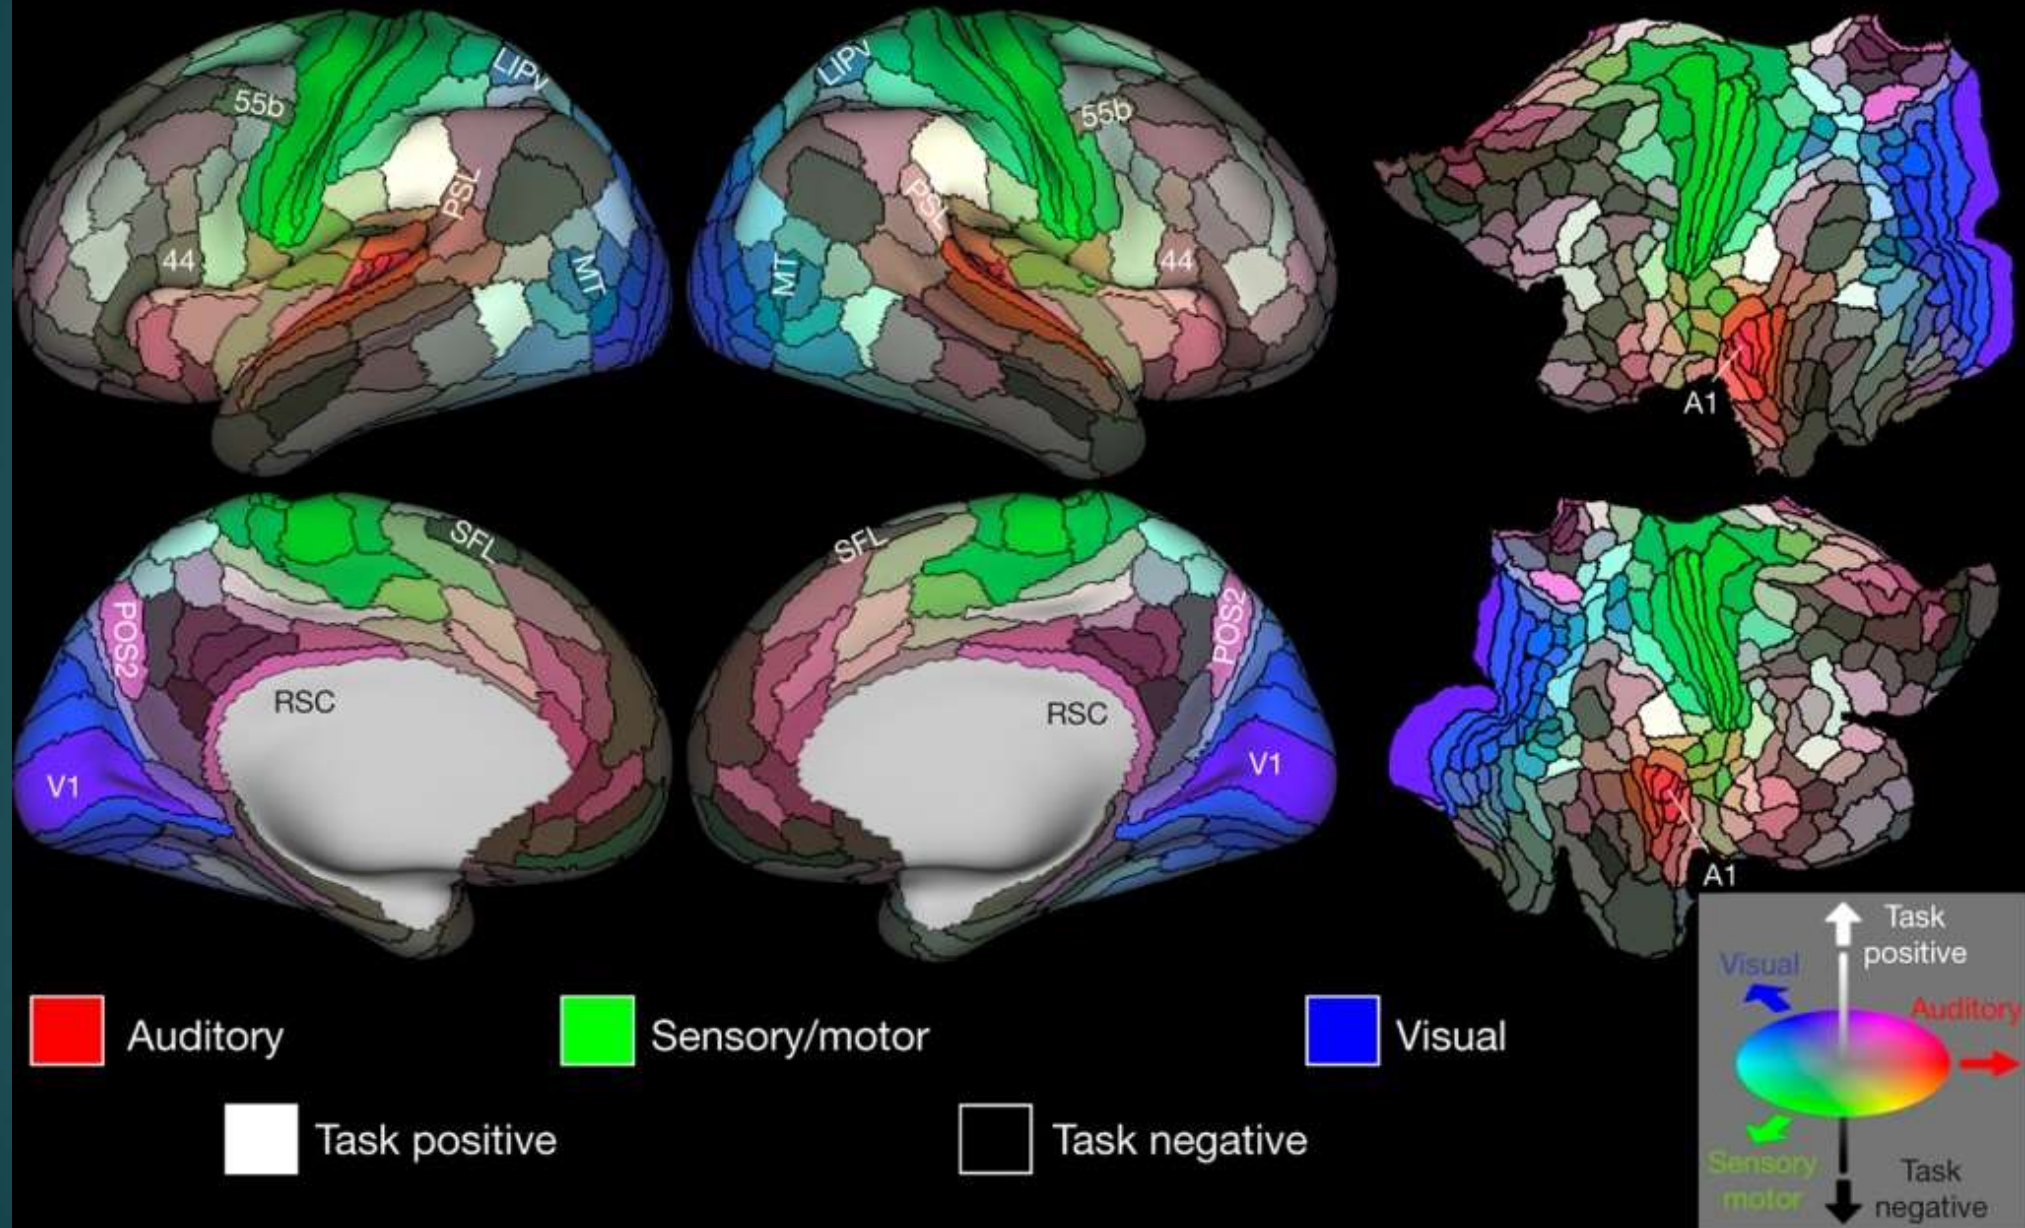 LIPv
55b
PSL
44
MT
LIPv
55b
PSL
44
MT
A1
SFL
POS2
RSC
V1
SFL
POS2
RSC
V1
A1
Auditory
Sensory/motor
Visual
Task positive
Task negative
Task
positive
Visual
Auditory
Sensory
motor
Task
negative